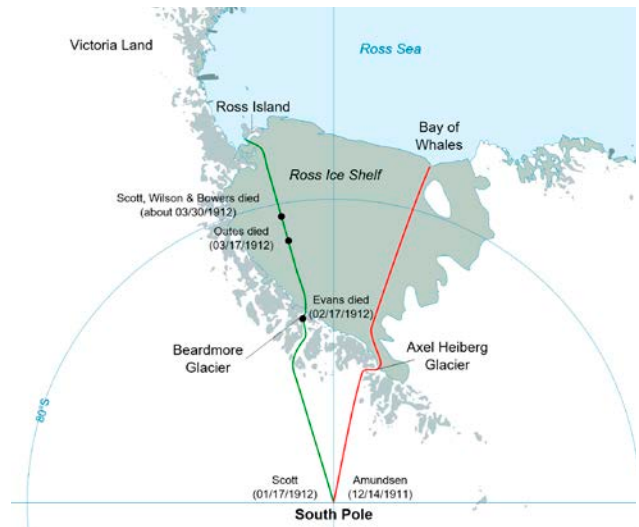 Victoria Land
Ross Sea
Ross Island
Bay of
Whales
Ross Ice Shelf
Scott, Wilson & Bowers died
(about 03/30/1912)
Oates died
(03/17/1912)
Evans died
(02/17/1912)
Beardmore
Glacier
Axel Heiberg
Glacier
80°S
Scott
(01/17/1912)
Amundsen
(12/14/1911)
South Pole